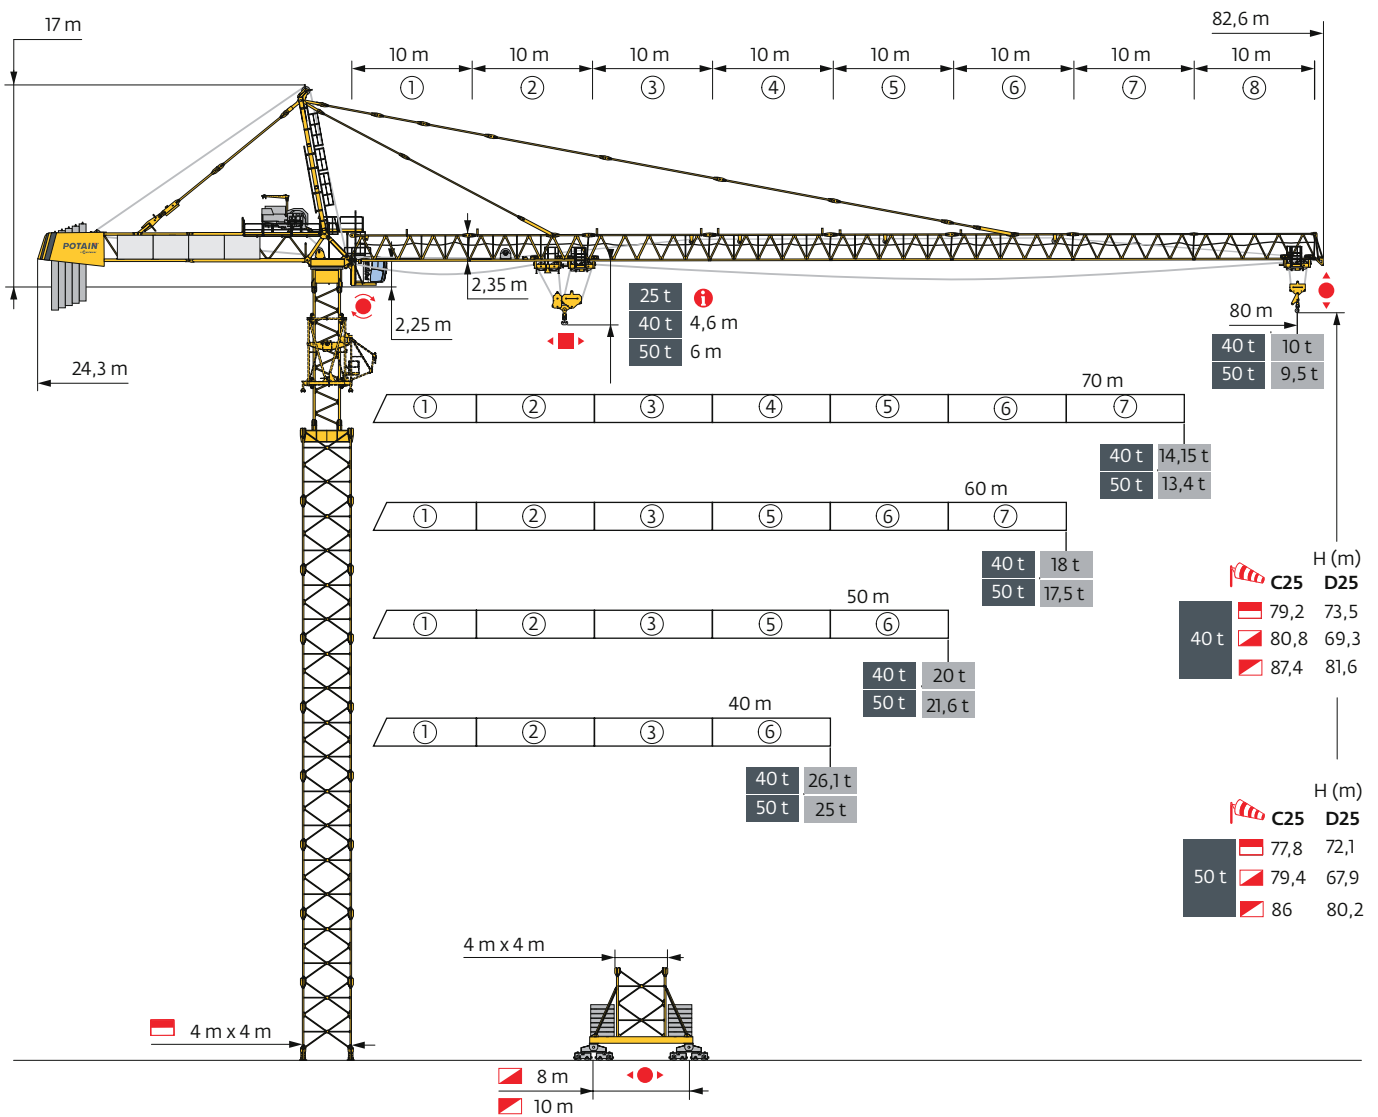 17 m
82,6 m
10 m 10 m 10 m 10 m 10 m 10 m 10 m 10 m
① ② ③ ④ ⑤ ⑥ ⑦ ⑧
POTAIN
2,35 m
2,25 m
25 t i
40 t 4,6 m
50 t 6 m
80 m
40 t 10 t
50 t 9,5 t
24,3 m
70 m
① ② ③ ④ ⑤ ⑥ ⑦
40 t 14,15 t
50 t 13,4 t
60 m
① ② ③ ⑤ ⑥ ⑦
40 t 18 t
50 t 17,5 t
50 m
① ② ③ ⑤ ⑥
40 t 20 t
50 t 21,6 t
40 m
① ② ③ ⑥
40 t 26,1 t
50 t 25 t
H (m)
C25 D25
79,2 73,5
40 t 80,8 69,3
87,4 81,6
H (m)
C25 D25
77,8 72,1
50 t 79,4 67,9
86 80,2
4 m x 4 m
4 m x 4 m
8 m
10 m